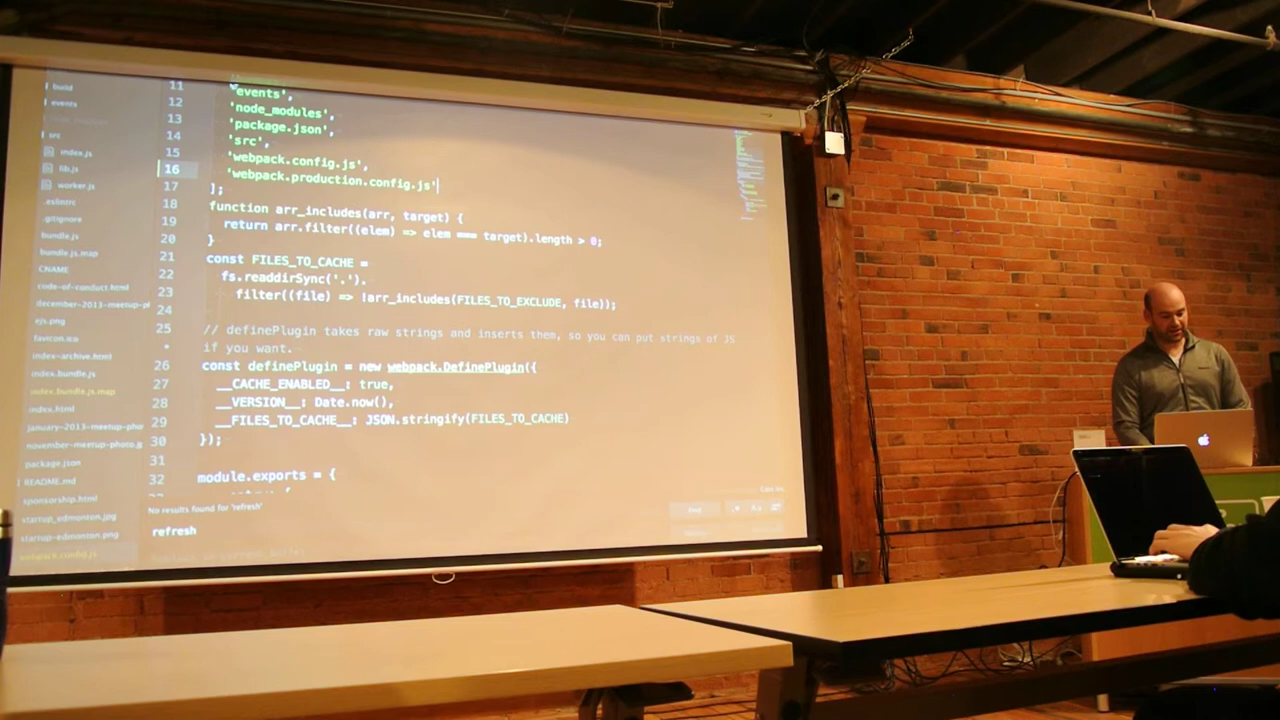 build
events
src
index.js
lib.js
worker.js
.eslintrc
.gitignore
bundle.js
bundle.js.map
CNAME
code-of-conduct.html
december-2013-meetup-pl
ejs.png
favicon.ico
index-archive.html
index.bundle.js
index.bundle.js.map
index.html
january-2013-meetup-phot
november-meetup-photo.jp
package.json
README.md
sponsorship.html
startup_edmonton.jpg
startup-edmonton.png
webpack.config.js
11 'events',
12 'node_modules',
13 'package.json',
14 'src',
15 'webpack.config.js',
16 'webpack.production.config.js'
17 ];
18 function arr_includes(arr, target) {
19 return arr.filter((elem) => elem === target).length > 0;
20 }
21 const FILES_TO_CACHE =
22 fs.readdirSync('.').
23 filter((file) => !arr_includes(FILES_TO_EXCLUDE, file));
24
25 // definePlugin takes raw strings and inserts them, so you can put strings of JS
if you want.
26 const definePlugin = new webpack.DefinePlugin({
27 __CACHE_ENABLED__: true,
28 __VERSION__: Date.now(),
29 __FILES_TO_CACHE__: JSON.stringify(FILES_TO_CACHE)
30 });
31
32 module.exports = {
No results found for 'refresh'
refresh
Find